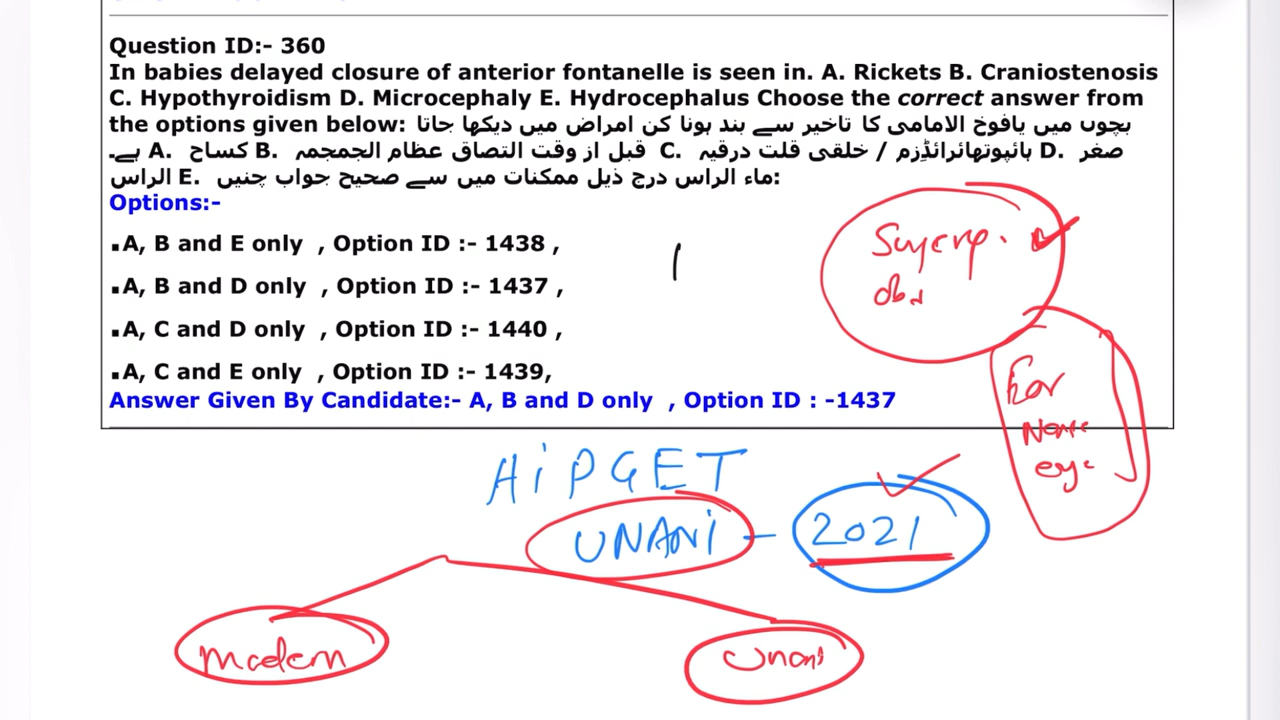 Question ID:- 360
In babies delayed closure of anterior fontanelle is seen in. A. Rickets B. Craniostenosis
C. Hypothyroidism D. Microcephaly E. Hydrocephalus Choose the correct answer from
the options given below: بچوں میں یافوخ الامامی کا تاخیر سے بند ہونا کن امراض میں دیکھا جاتا
ہے۔ A. کساح B. قبل از وقت التصاق عظام الجمجمہ C. ہائپوتھائرائڈِزم / خلقی قلت درقیہ D. صغر
الراس E. ماء الراس درج ذیل ممکنات میں سے صحیح جواب چنیں:
Options:-
▪A, B and E only , Option ID :- 1438 ,
▪A, B and D only , Option ID :- 1437 ,
▪A, C and D only , Option ID :- 1440 ,
▪A, C and E only , Option ID :- 1439,
Answer Given By Candidate:- A, B and D only , Option ID : -1437
For
AiPGET
UNANi - 2021
modern
Unani